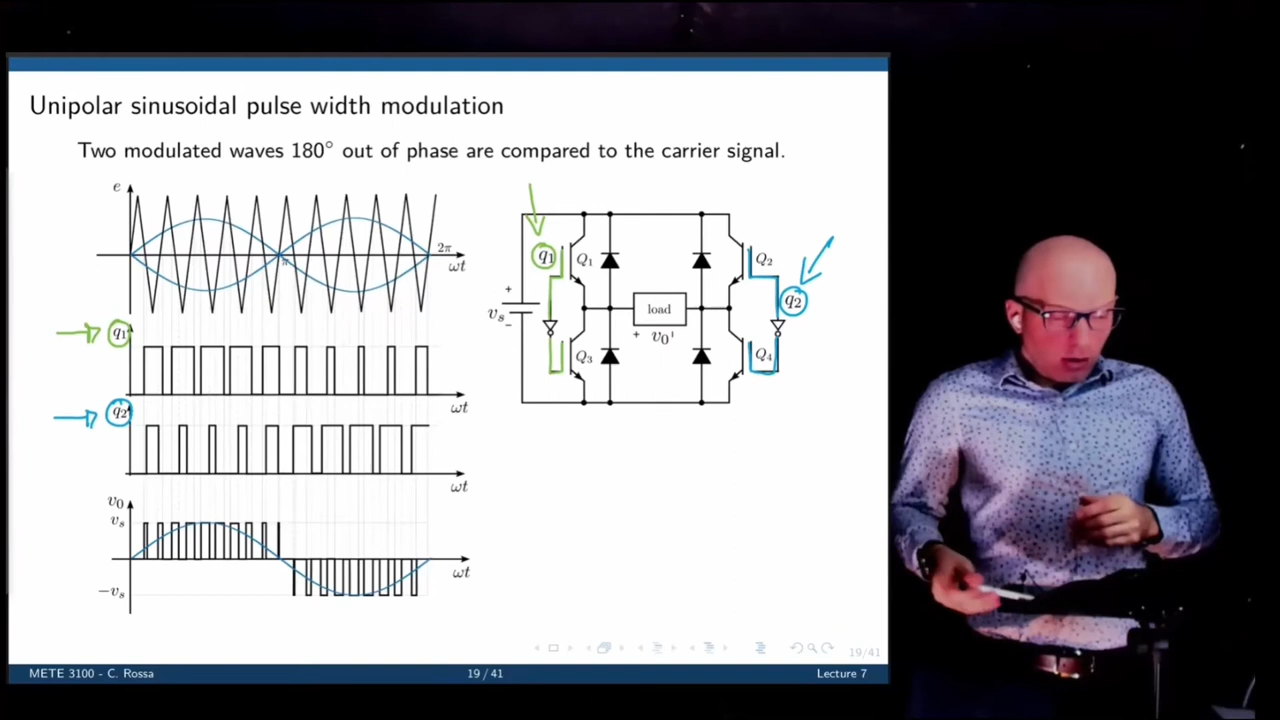 Unipolar sinusoidal pulse width modulation
Two modulated waves 180° out of phase are compared to the carrier signal.
e
π
2π
ωt
q1
ωt
q2
ωt
v0
vs
−vs
ωt
q1
Q1
Q2
q2
+
vs
−
load
+ v0
Q3
Q4
19/41
METE 3100 - C. Rossa
19 / 41
Lecture 7